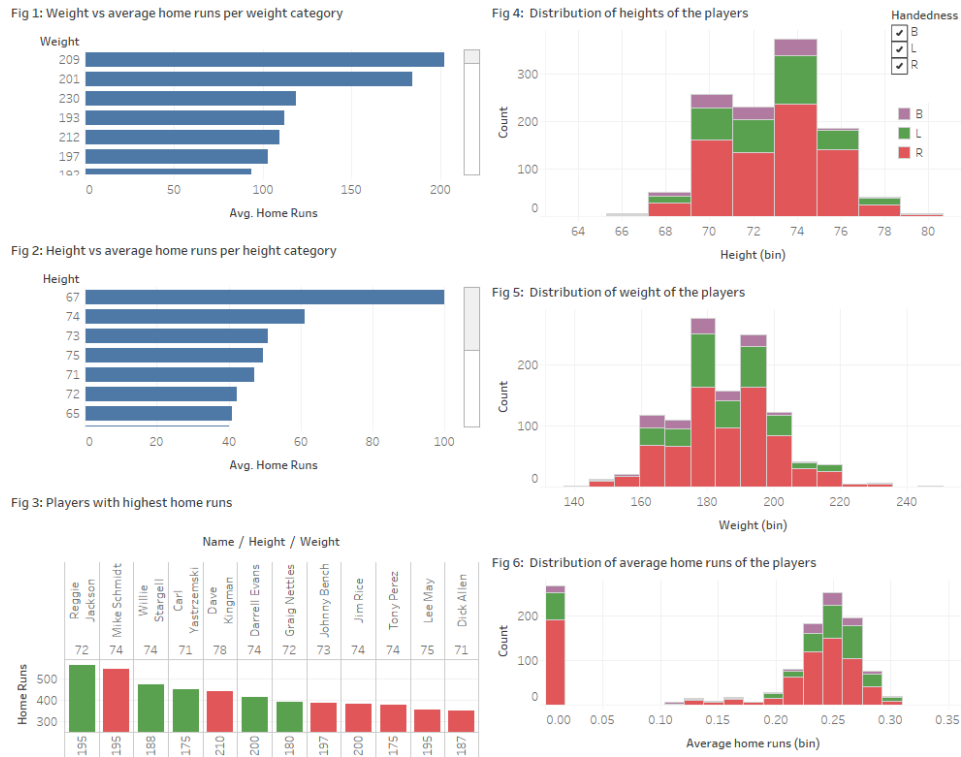 Fig 1: Weight vs average home runs per weight category
Weight
209
201
230
193
212
197
192
0 50 100 150 200
Avg. Home Runs
Fig 2: Height vs average home runs per height category
Height
67
74
73
75
71
72
65
0 20 40 60 80 100
Avg. Home Runs
Fig 3: Players with highest home runs
Name / Height / Weight
Reggie Jackson
Mike Schmidt
Willie Stargell
Carl Yastrzemski
Dave Kingman
Darrell Evans
Graig Nettles
Johnny Bench
Jim Rice
Tony Perez
Lee May
Dick Allen
72 74 74 71 78 74 72 73 74 74 75 71
Home Runs
500
400
300
195 195 188 175 210 200 180 197 200 175 195 187
Fig 4: Distribution of heights of the players
Handedness
B
L
R
B
L
R
Count
300
200
100
0
64 66 68 70 72 74 76 78 80
Height (bin)
Fig 5: Distribution of weight of the players
Count
200
100
0
140 160 180 200 220 240
Weight (bin)
Fig 6: Distribution of average home runs of the players
Count
200
100
0
0.00 0.05 0.10 0.15 0.20 0.25 0.30 0.35
Average home runs (bin)